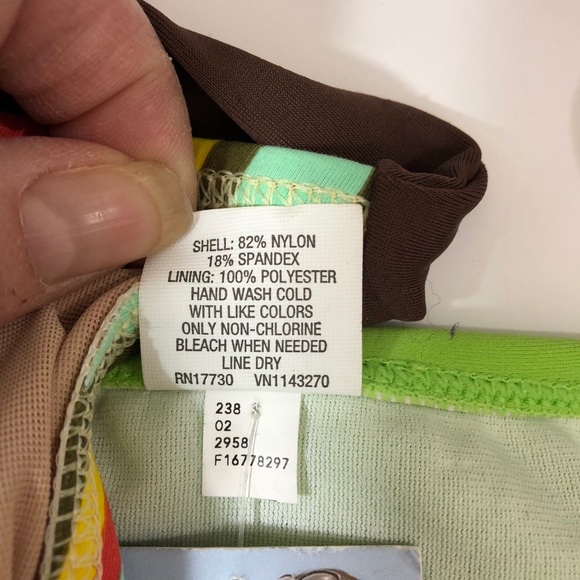 SHELL: 82% NYLON
18% SPANDEX
LINING: 100% POLYESTER
HAND WASH COLD
WITH LIKE COLORS
ONLY NON-CHLORINE
BLEACH WHEN NEEDED
LINE DRY
RN17730 VN1143270
238 S
02
2958
F16778297